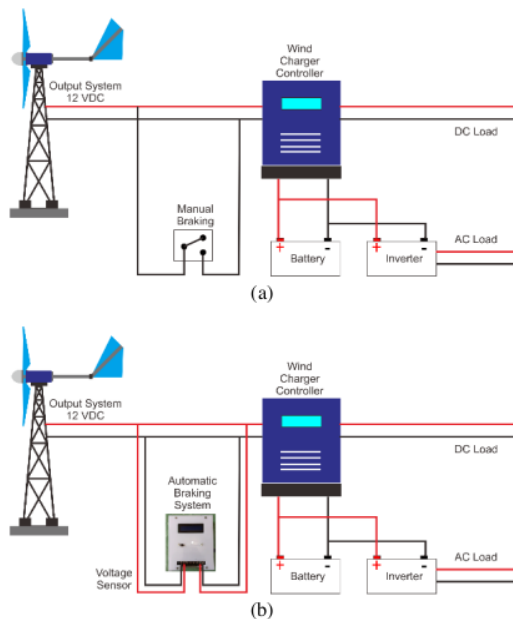 Wind
Charger
Controller
Output System
12 VDC
DC Load
Manual
Braking
+
-
+
-
AC Load
Battery
Inverter
(a)
Wind
Charger
Controller
Output System
12 VDC
DC Load
Automatic
Braking
System
Voltage
Sensor
+
-
+
-
AC Load
Battery
Inverter
(b)